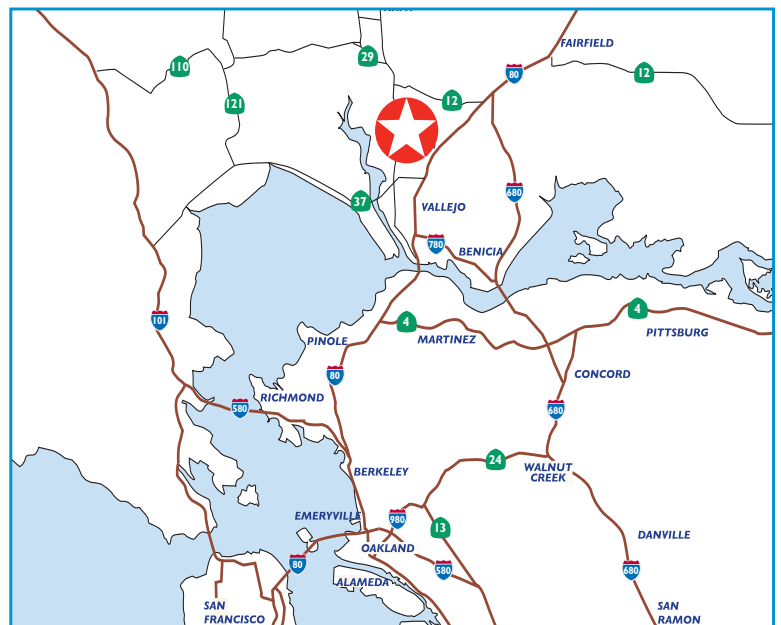 FAIRFIELD
29
110
80
12
12
121
680
37
VALLEJO
780
BENICIA
101
4
4
PINOLE
MARTINEZ
PITTSBURG
80
CONCORD
RICHMOND
580
680
24
BERKELEY
WALNUT
CREEK
EMERYVILLE
980
13
DANVILLE
OAKLAND
80
580
680
ALAMEDA
SAN
FRANCISCO
SAN
RAMON